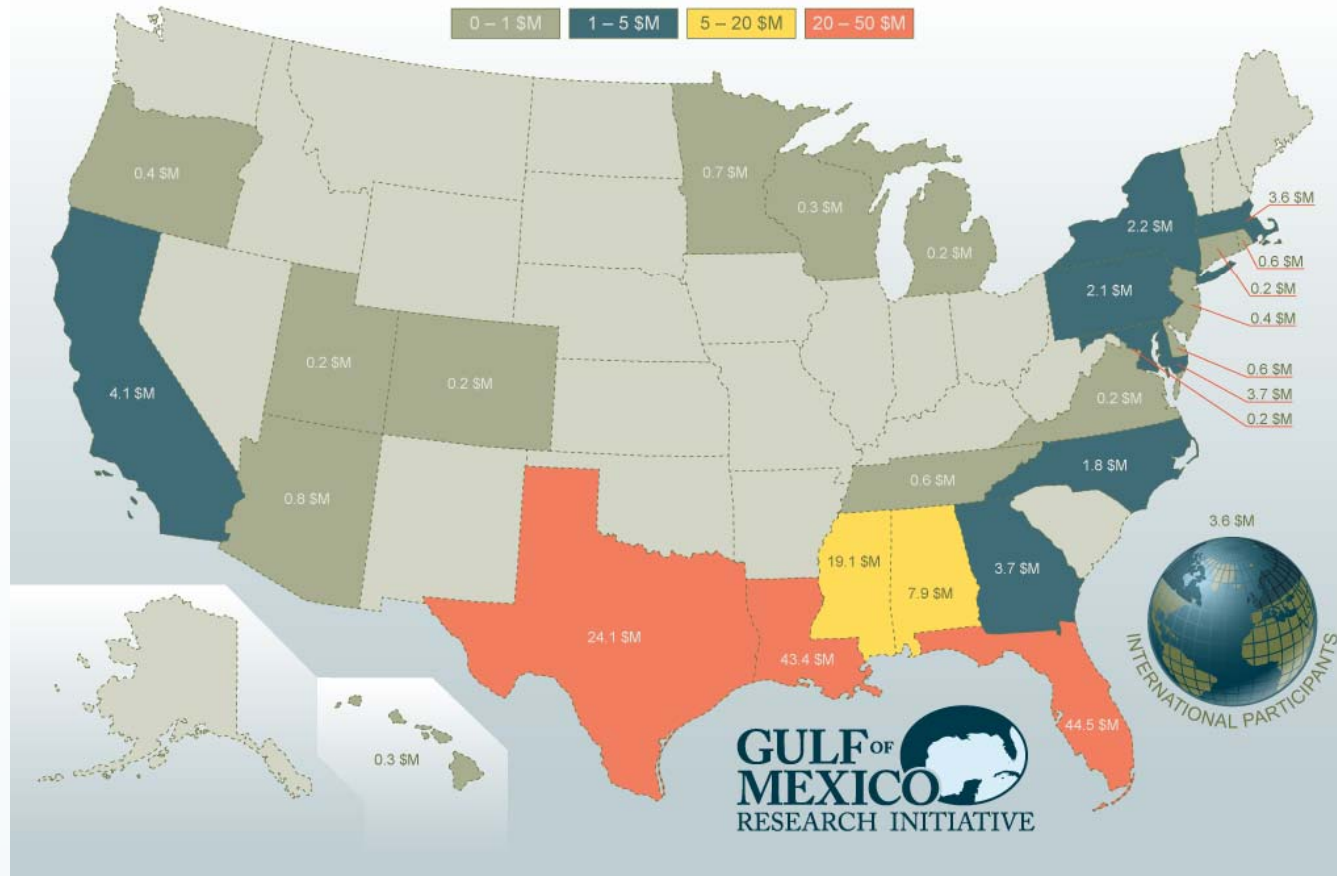 0 – 1 $M
1 – 5 $M
5 – 20 $M
20 – 50 $M
0.4 $M
0.7 $M
0.3 $M
0.2 $M
2.2 $M
3.6 $M
0.6 $M
0.2 $M
0.4 $M
2.1 $M
0.6 $M
3.7 $M
0.2 $M
4.1 $M
0.2 $M
0.2 $M
0.2 $M
0.8 $M
0.6 $M
1.8 $M
19.1 $M
7.9 $M
3.7 $M
24.1 $M
43.4 $M
44.5 $M
0.3 $M
3.6 $M
INTERNATIONAL PARTICIPANTS
GULF OF
MEXICO
RESEARCH INITIATIVE